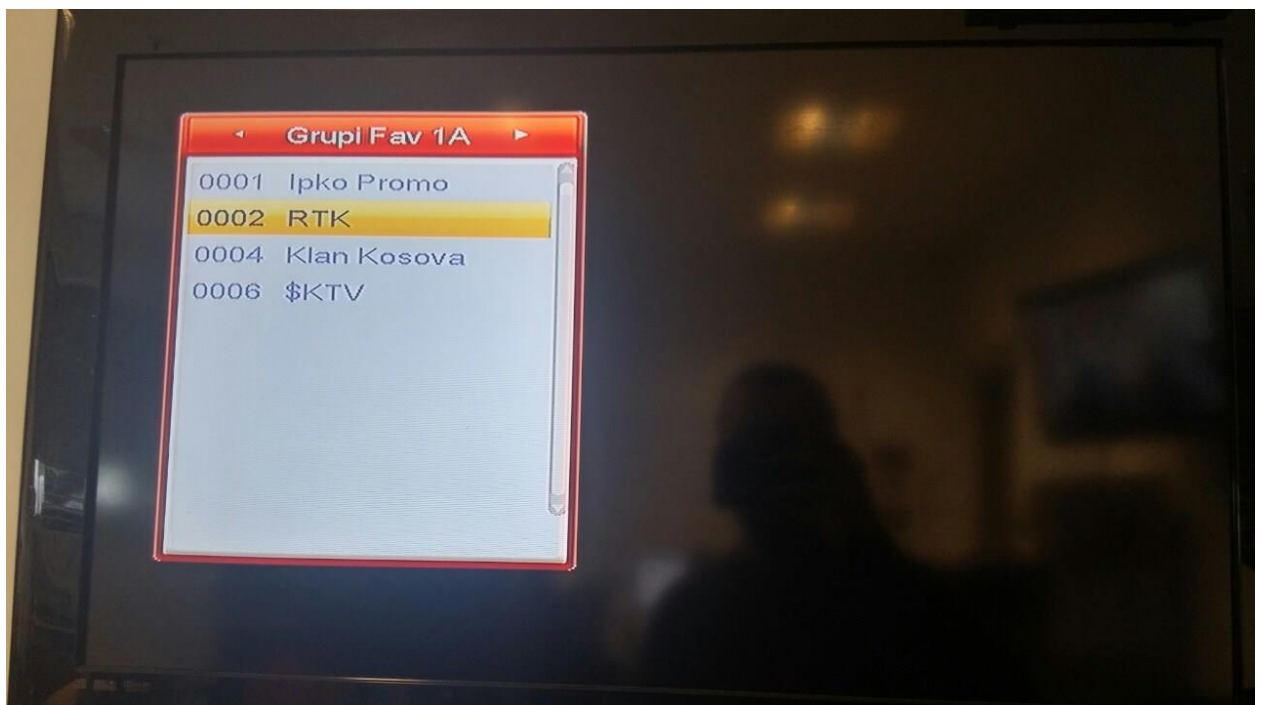 Grupi Fav 1A
0001 Ipko Promo
0002 RTK
0004 Klan Kosova
0006 $KTV